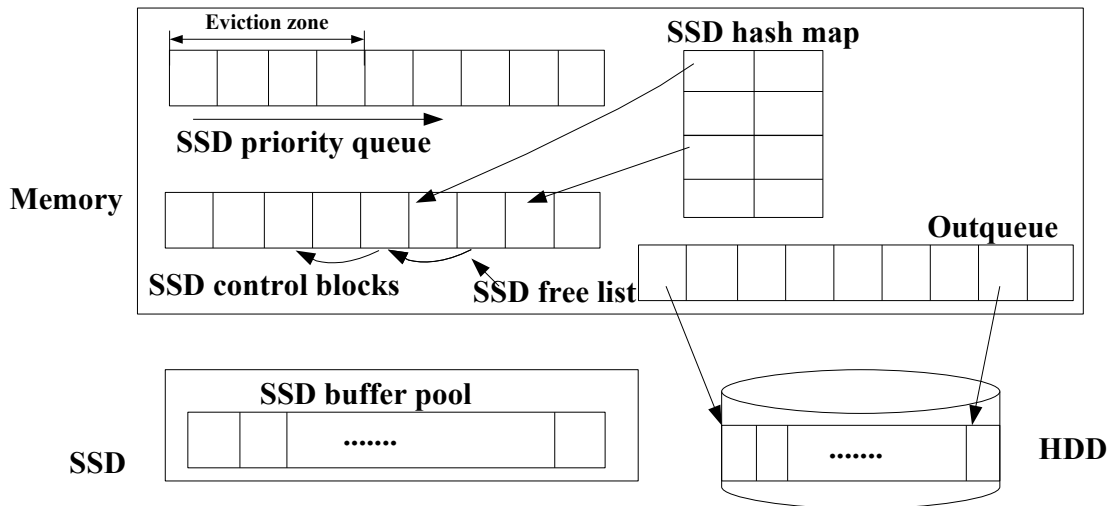 Eviction zone
SSD hash map
SSD priority queue
Memory
Outqueue
SSD control blocks
SSD free list
SSD buffer pool
.......
.......
SSD
HDD